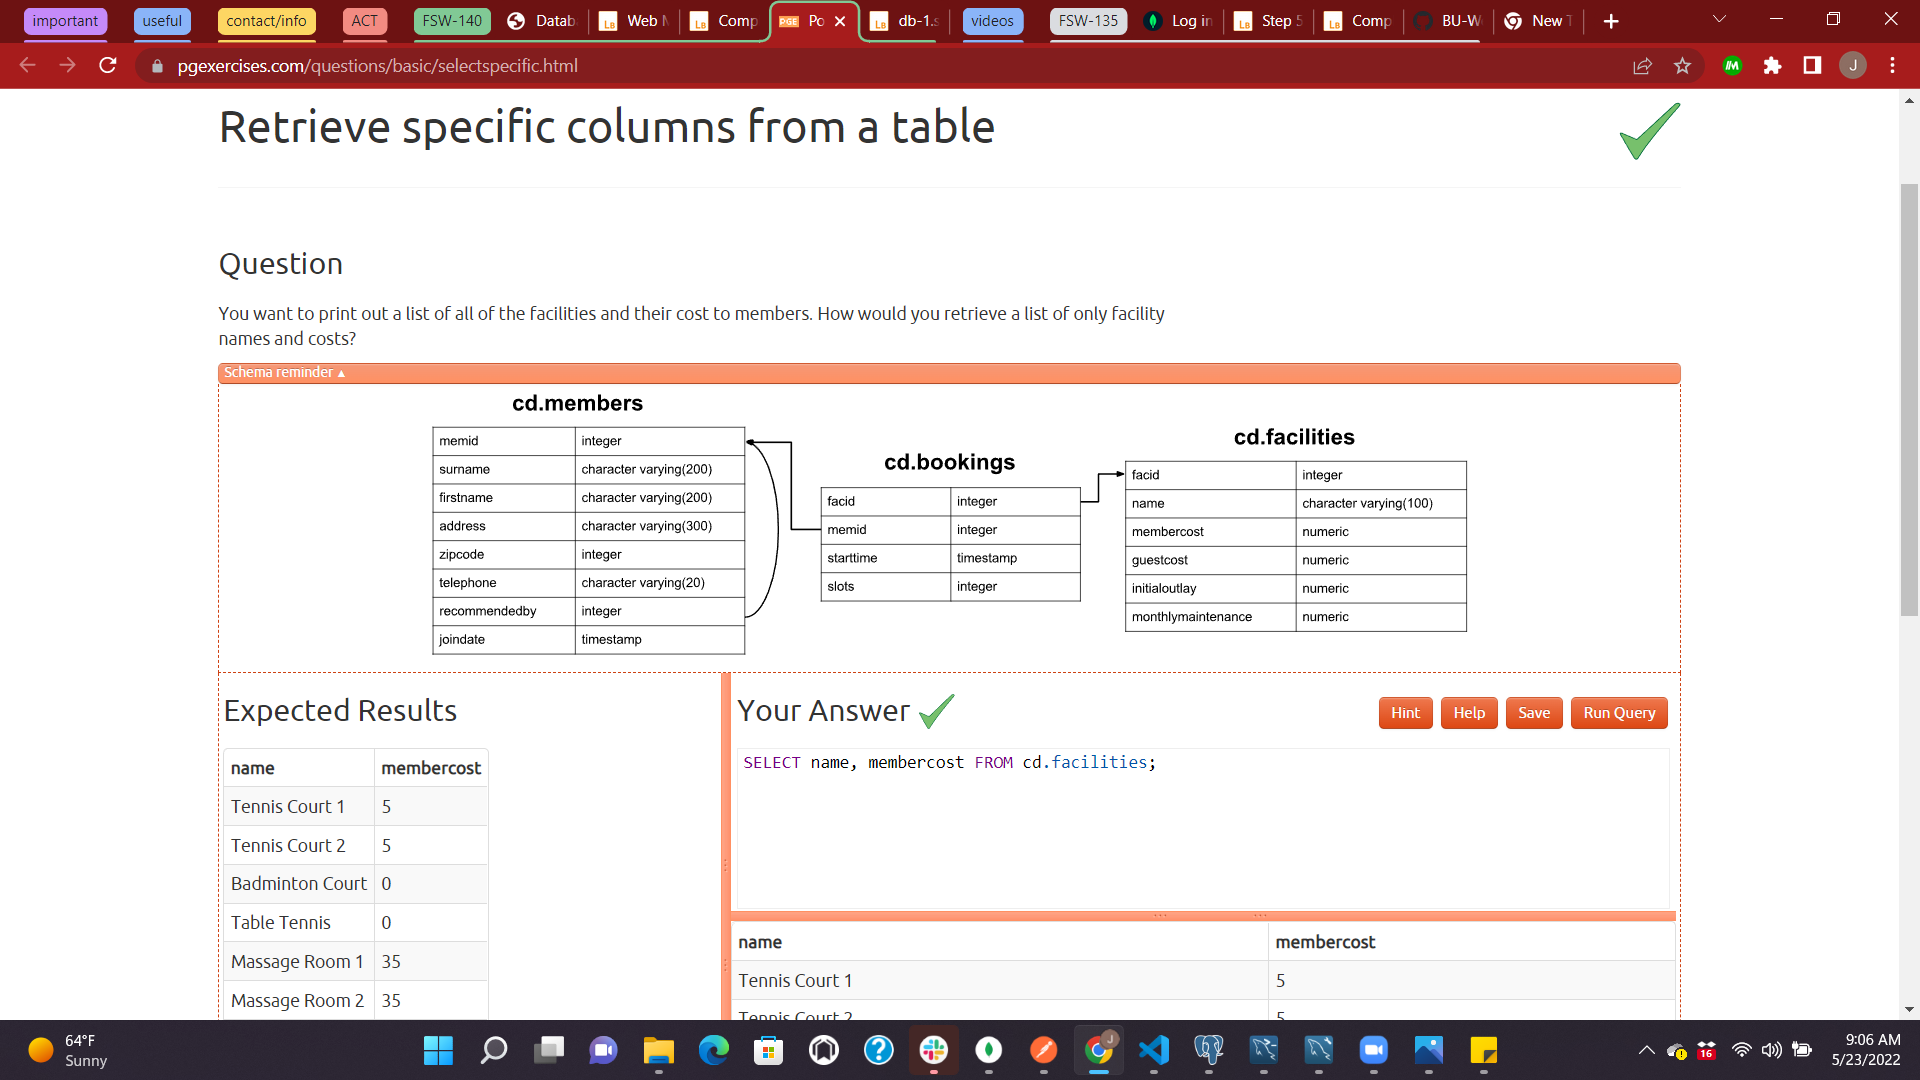 important useful contact/info ACT FSW-140 Datab Web Comp Po db-1.s videos FSW-135 Log in Step 5 Comp BU-W New T
pgexercises.com/questions/basic/selectspecific.html
J
Retrieve specific columns from a table
Question
You want to print out a list of all of the facilities and their cost to members. How would you retrieve a list of only facility
names and costs?
Schema reminder ▲
cd.members
memid integer
surname character varying(200)
firstname character varying(200)
address character varying(300)
zipcode integer
telephone character varying(20)
recommendedby integer
joindate timestamp
cd.bookings
facid integer
memid integer
starttime timestamp
slots integer
cd.facilities
facid integer
name character varying(100)
membercost numeric
guestcost numeric
initialoutlay numeric
monthlymaintenance numeric
Expected Results
name membercost
Tennis Court 1 5
Tennis Court 2 5
Badminton Court 0
Table Tennis 0
Massage Room 1 35
Massage Room 2 35
Your Answer
Hint Help Save Run Query
SELECT name, membercost FROM cd.facilities;
name membercost
Tennis Court 1 5
Tennis Court 2 5
64°F
Sunny
J
16
9:06 AM
5/23/2022